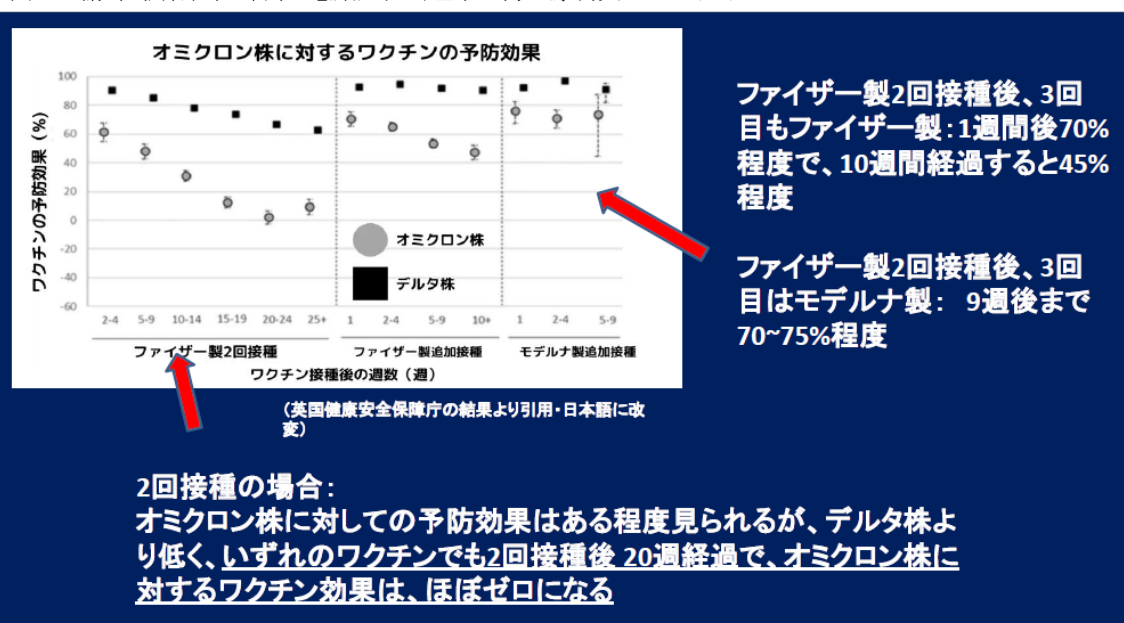 オミクロン株に対するワクチンの予防効果
ワクチンの予防効果（%）
100
80
60
40
20
0
-20
-40
-60
オミクロン株
デルタ株
2-4 5-9 10-14 15-19 20-24 25+ 1 2-4 5-9 10+ 1 2-4 5-9
ファイザー製2回接種 ファイザー製追加接種 モデルナ製追加接種
ワクチン接種後の週数（週）
（英国健康安全保障庁の結果より引用・日本語に改
変）
ファイザー製2回接種後、3回
目もファイザー製：1週間後70%
程度で、10週間経過すると45%
程度
ファイザー製2回接種後、3回
目はモデルナ製： 9週後まで
70~75%程度
2回接種の場合：
オミクロン株に対しての予防効果はある程度見られるが、デルタ株よ
り低く、いずれのワクチンでも2回接種後 20週経過で、オミクロン株に
対するワクチン効果は、ほぼゼロになる